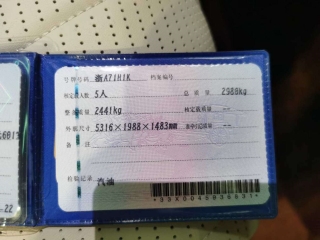 号牌号码 浙A71H1K 档案编号
核定载人数 5人 总质量 2980kg
整备质量 2441kg 核定载质量 --
外廓尺寸 5316×1988×1483mm 准牵引总质量 --
备注
检验记录 汽油
22